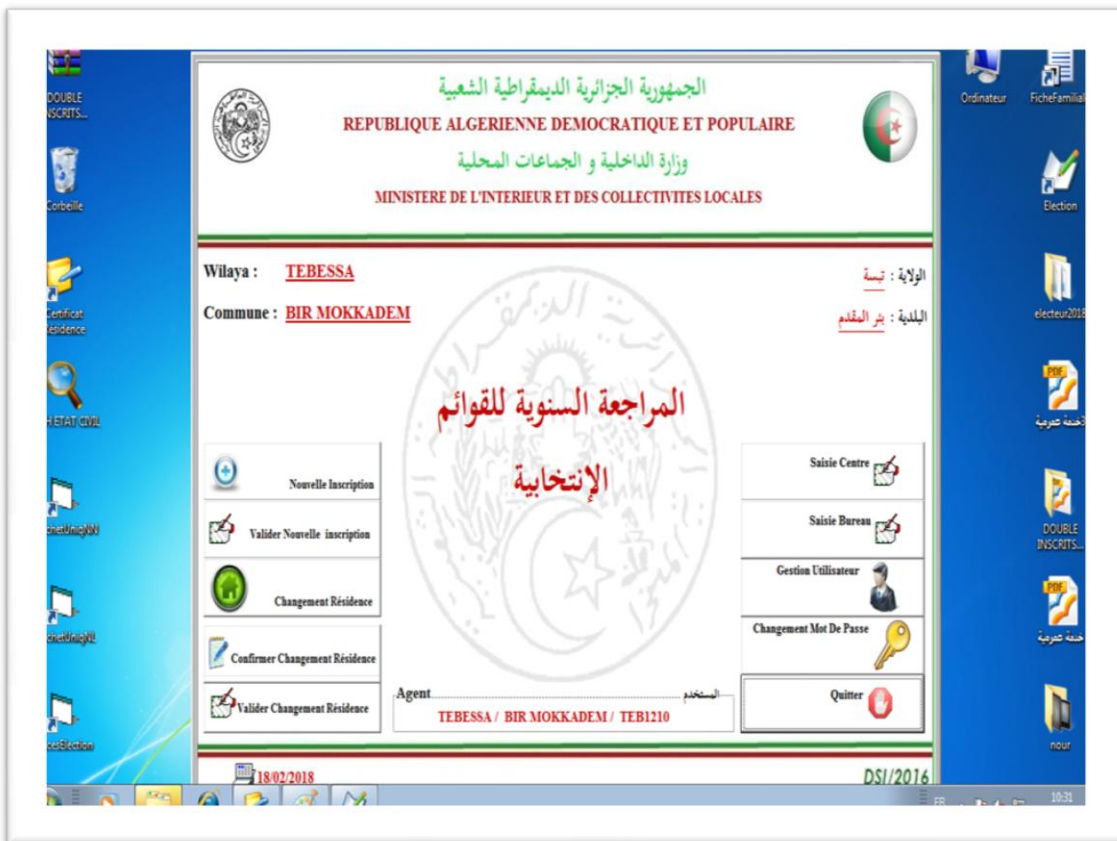 الجمهورية الجزائرية الديمقراطية الشعبية
REPUBLIQUE ALGERIENNE DEMOCRATIQUE ET POPULAIRE
وزارة الداخلية و الجماعات المحلية
MINISTERE DE L'INTERIEUR ET DES COLLECTIVITES LOCALES
Wilaya : TEBESSA
الولاية : تبسة
Commune : BIR MOKKADEM
البلدية : بئر المقدم
المراجعة السنوية للقوائم
الإنتخابية
Nouvelle Inscription
Valider Nouvelle inscription
Changement Résidence
Confirmer Changement Résidence
Valider Changement Résidence
Saisie Centre
Saisie Bureau
Gestion Utilisateur
Changement Mot De Passe
Quitter
Agent
المستخدم
TEBESSA / BIR MOKKADEM / TEB1210
18/02/2018
DSI/2016
DOUBLE
INSCRITS...
Corbeille
Certificat
Résidence
ETAT CIVIL
Ordinateur
FicheFamilial
Election
electeur2018
DOUBLE
INSCRITS...
nour
FR
10:31